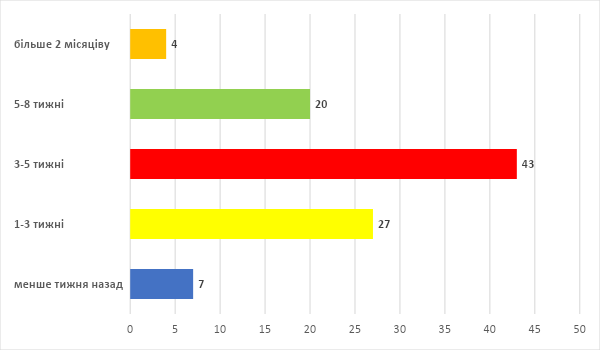 більше 2 місяціву
4
5-8 тижні
20
3-5 тижні
43
1-3 тижні
27
менше тижня назад
7
0 5 10 15 20 25 30 35 40 45 50